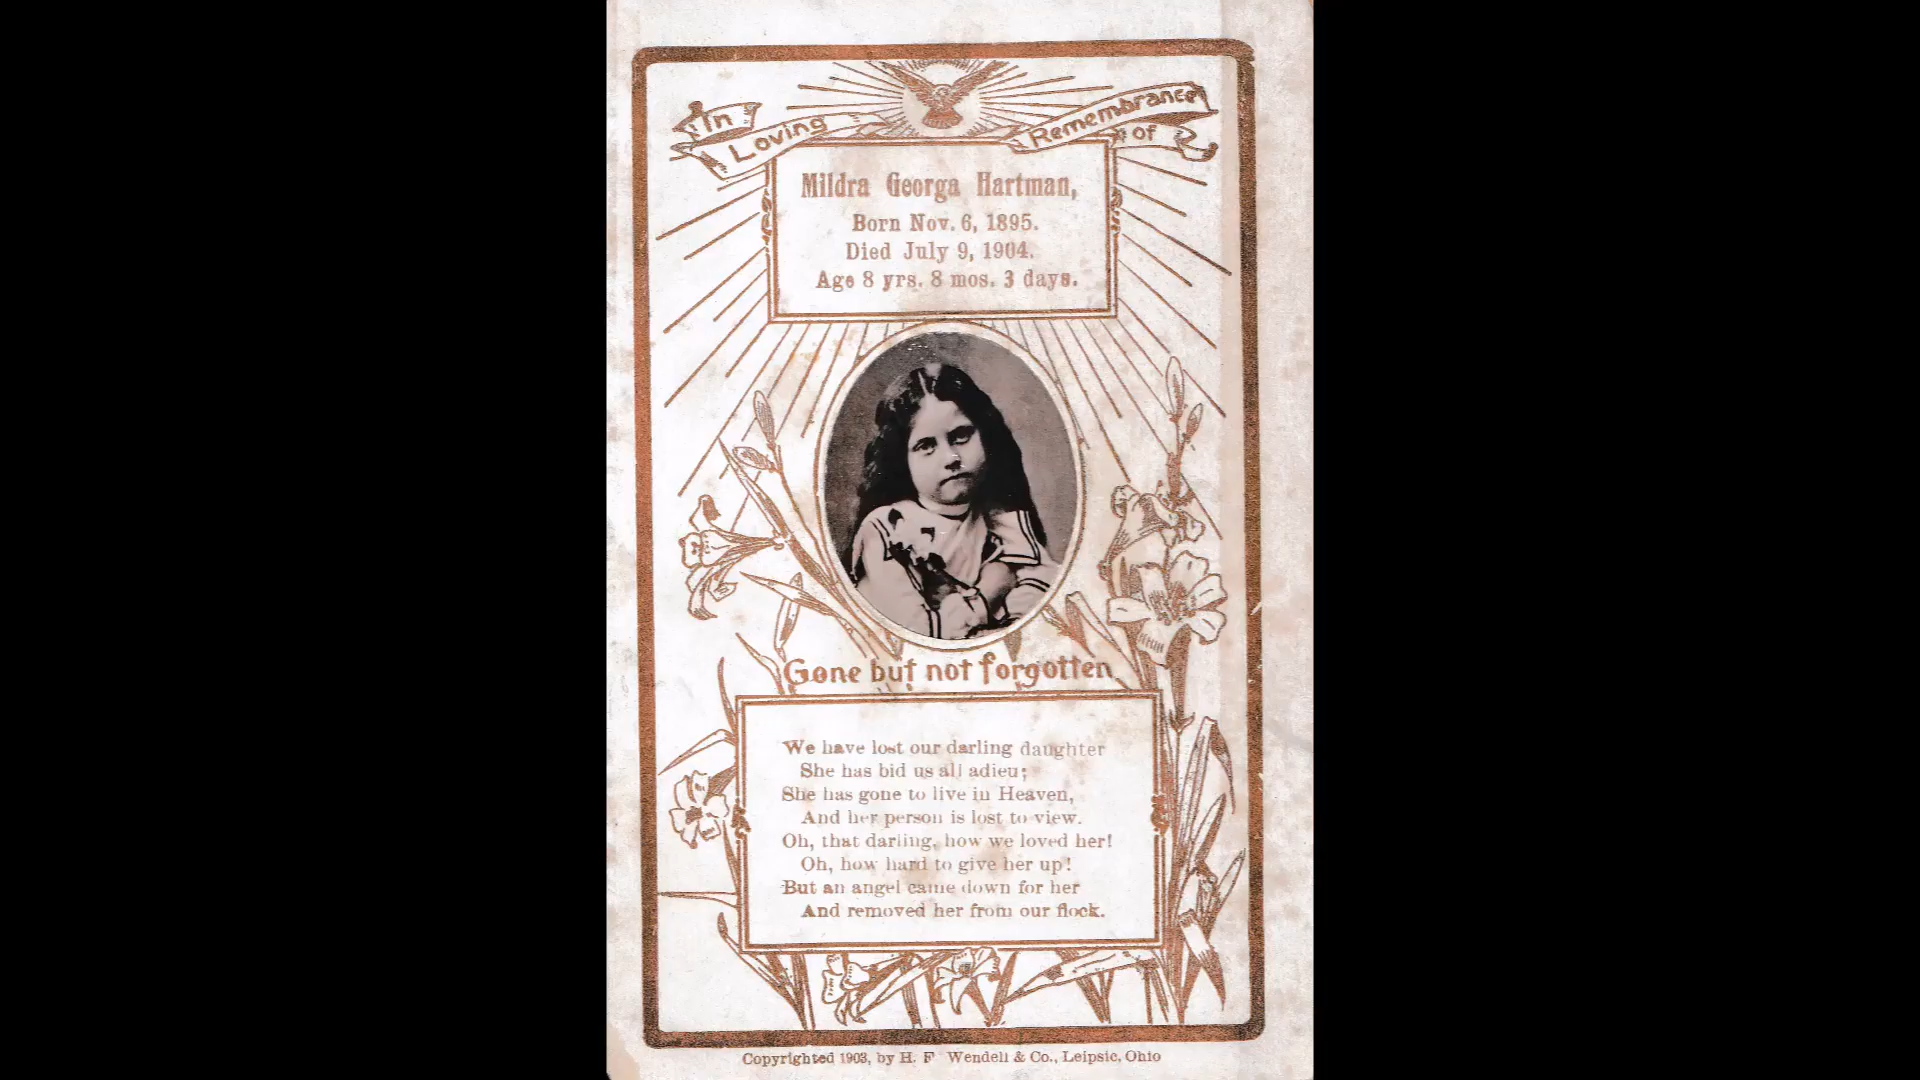 In
Loving
Remembrance
of
Mildra Georga Hartman,
Born Nov. 6, 1895.
Died July 9, 1904.
Age 8 yrs. 8 mos. 3 days.
Gone but not forgotten
We have lost our darling daughter
She has bid us all adieu;
She has gone to live in Heaven,
And her person is lost to view.
Oh, that darling, how we loved her!
Oh, how hard to give her up!
But an angel came down for her
And removed her from our flock.
Copyrighted 1903, by H. F Wendell & Co., Leipsic, Ohio